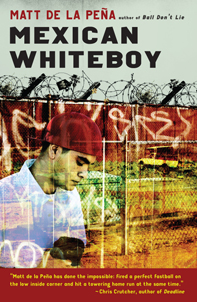 MATT DE LA PEÑA author of Ball Don't Lie
MEXICAN
WHITEBOY
"Matt de la Peña has done the impossible: fired a perfect football on
the low inside corner and hit a towering home run at the same time."
–Chris Crutcher, author of Deadline